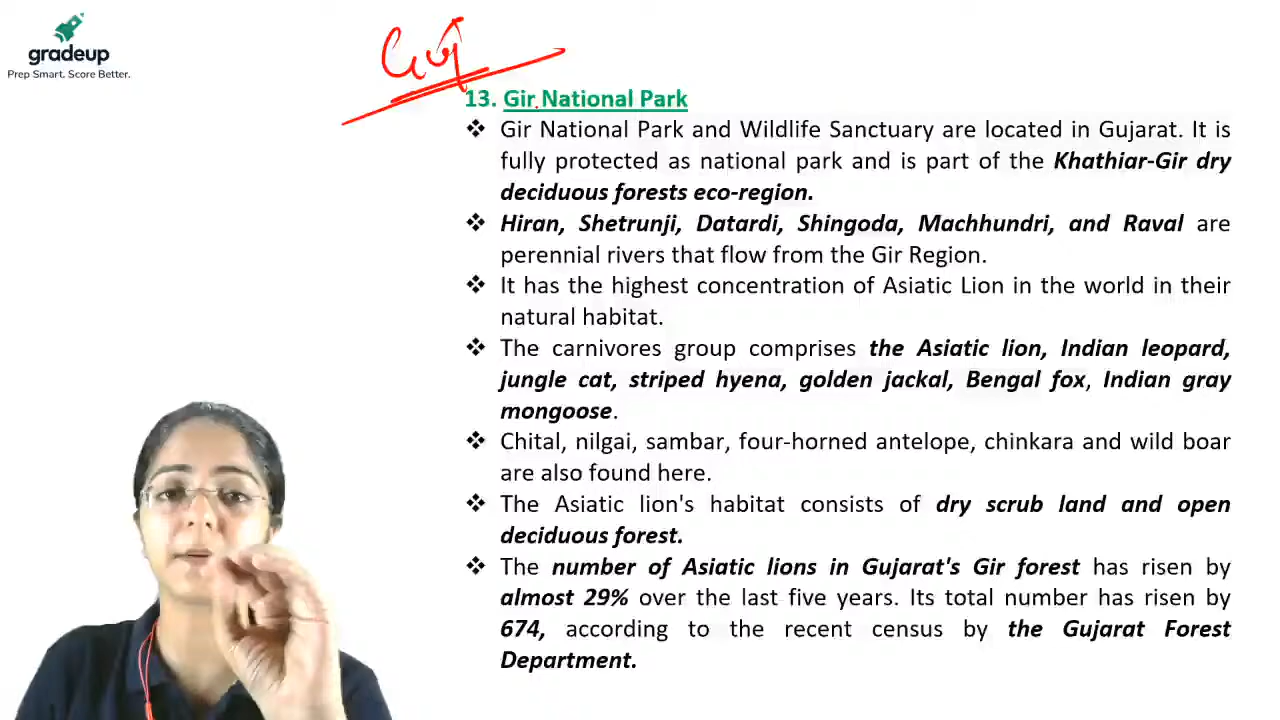 gradeup
Prep Smart. Score Better.
Guj
13. Gir National Park
❖ Gir National Park and Wildlife Sanctuary are located in Gujarat. It is
fully protected as national park and is part of the Khathiar-Gir dry
deciduous forests eco-region.
❖ Hiran, Shetrunji, Datardi, Shingoda, Machhundri, and Raval are
perennial rivers that flow from the Gir Region.
❖ It has the highest concentration of Asiatic Lion in the world in their
natural habitat.
❖ The carnivores group comprises the Asiatic lion, Indian leopard,
jungle cat, striped hyena, golden jackal, Bengal fox, Indian gray
mongoose.
❖ Chital, nilgai, sambar, four-horned antelope, chinkara and wild boar
are also found here.
❖ The Asiatic lion's habitat consists of dry scrub land and open
deciduous forest.
❖ The number of Asiatic lions in Gujarat's Gir forest has risen by
almost 29% over the last five years. Its total number has risen by
674, according to the recent census by the Gujarat Forest
Department.